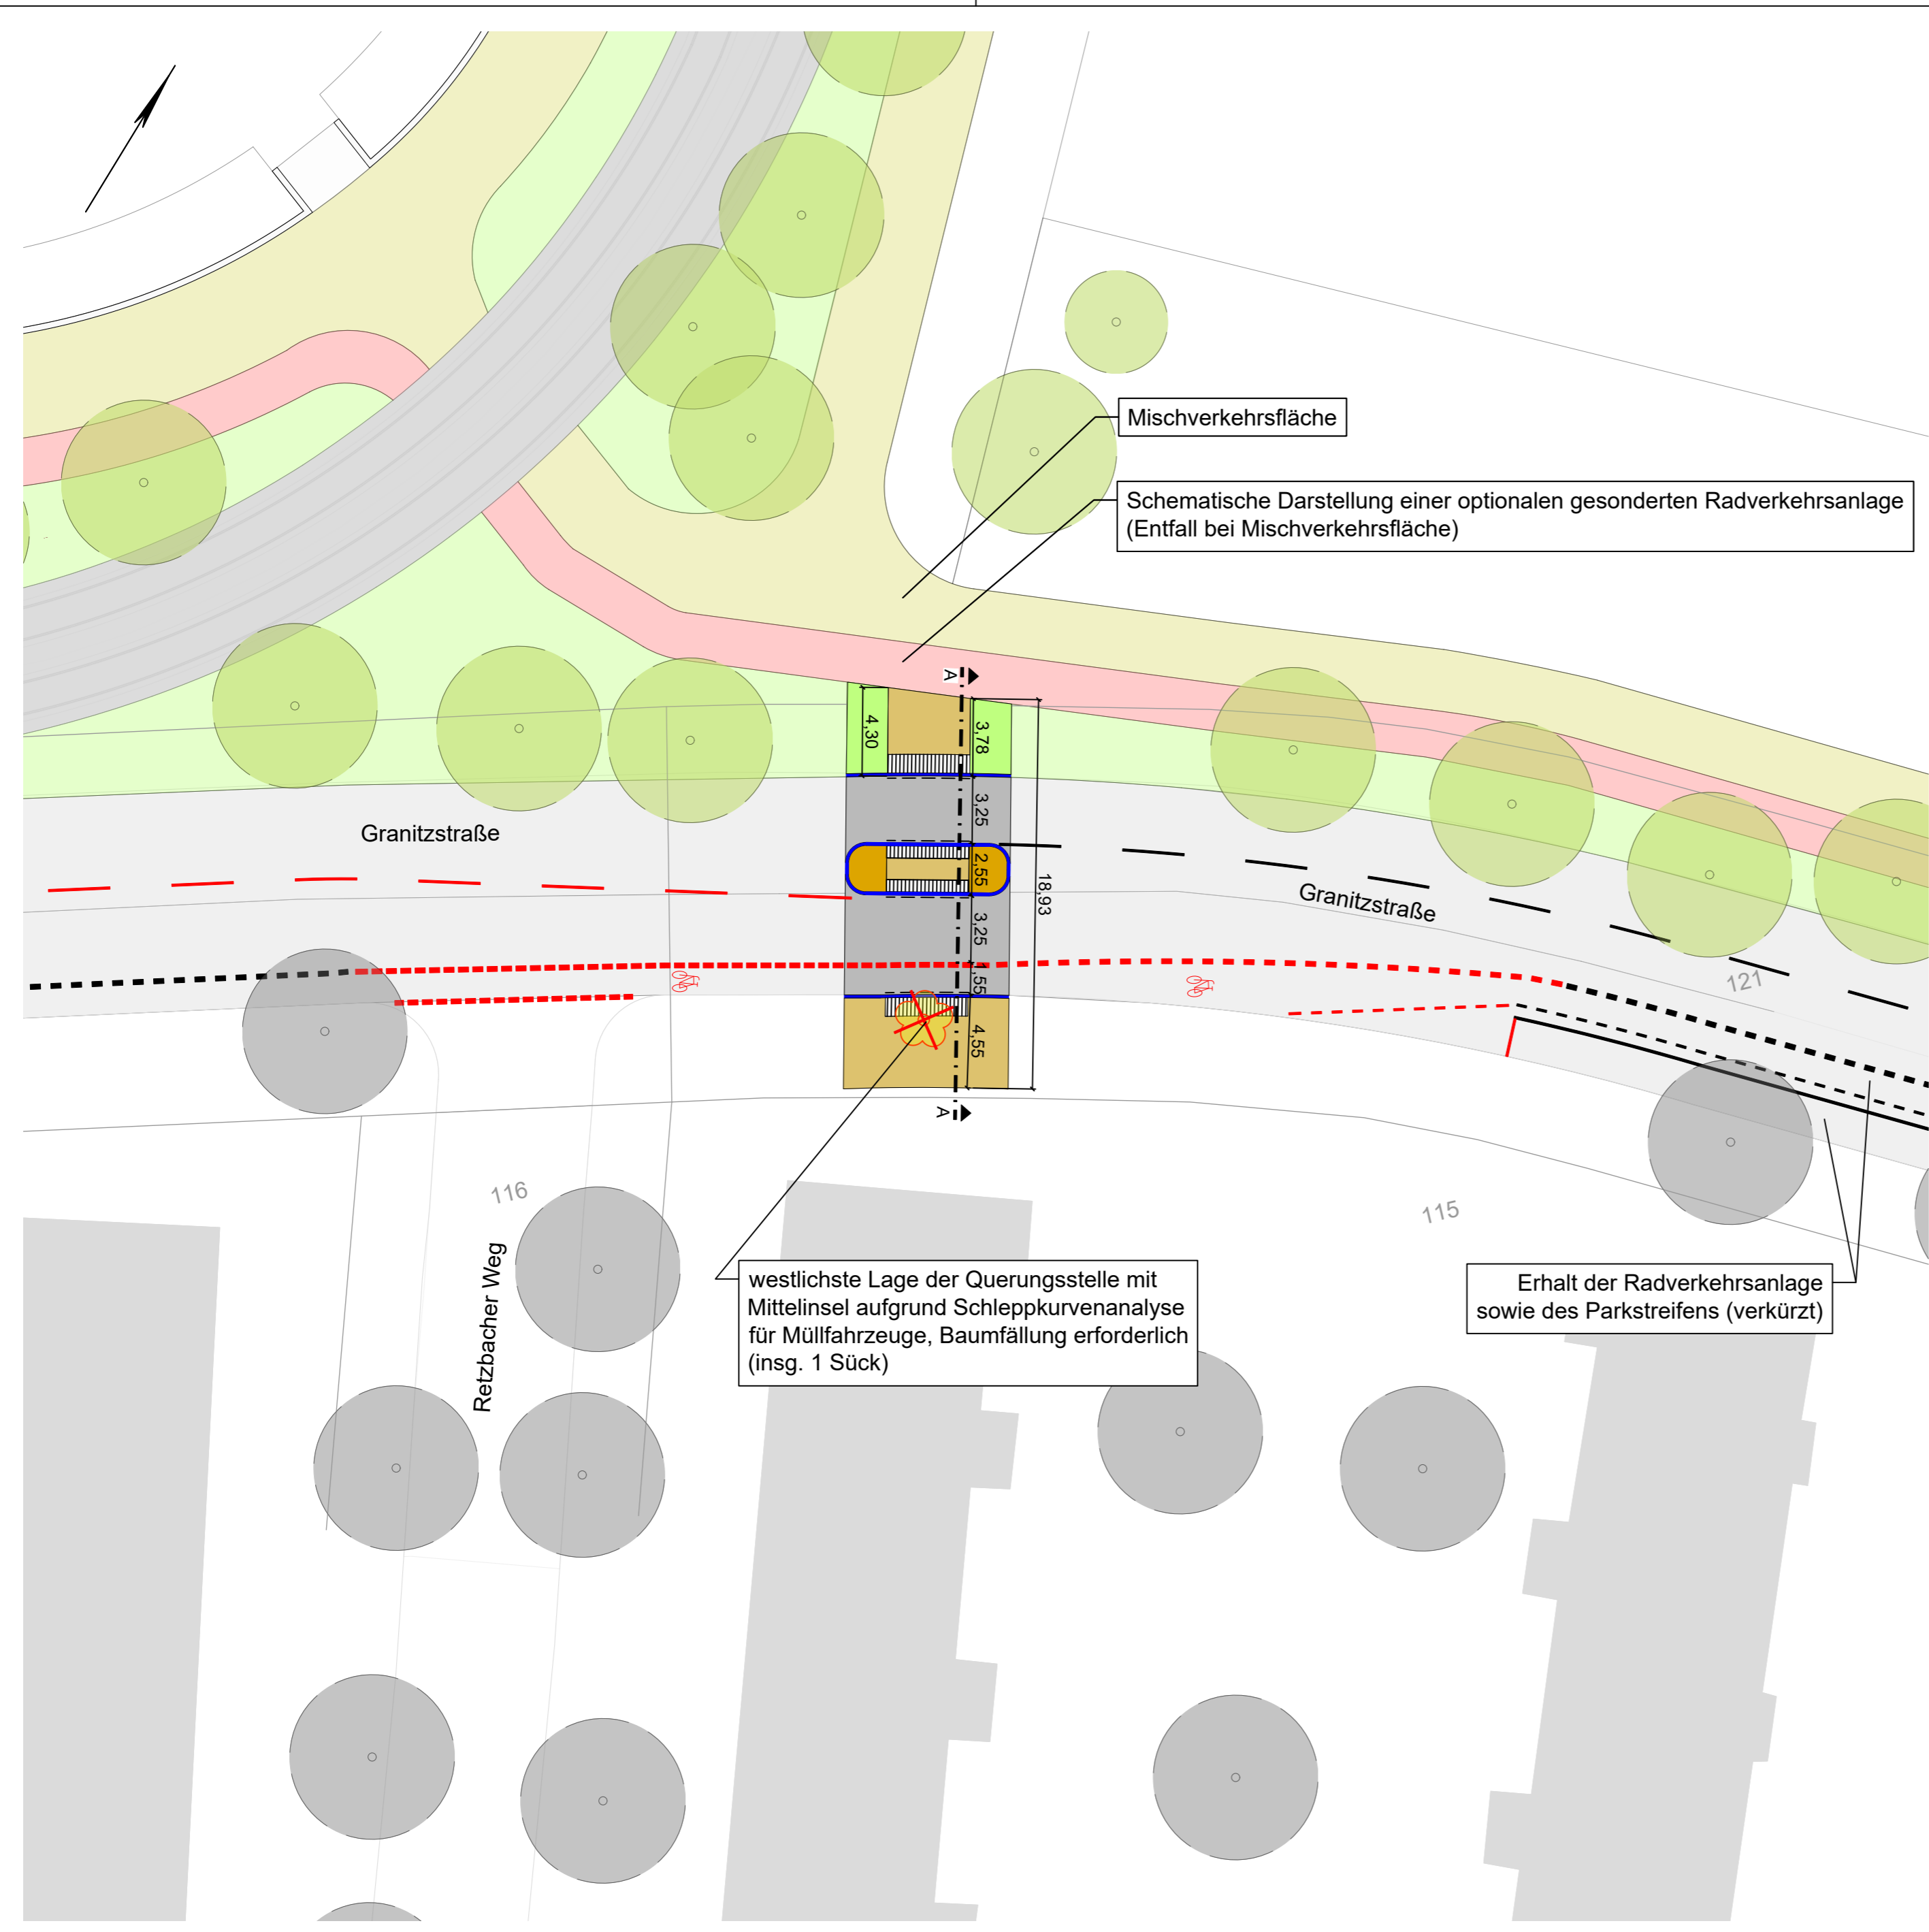 Mischverkehrsfläche
Schematische Darstellung einer optionalen gesonderten Radverkehrsanlage
(Entfall bei Mischverkehrsfläche)
A
4,30
3,78
3,25
2,55
18,93
3,25
1,55
4,55
A
Granitzstraße
Granitzstraße
121
116
115
Retzbacher Weg
westlichste Lage der Querungsstelle mit
Mittelinsel aufgrund Schleppkurvenanalyse
für Müllfahrzeuge, Baumfällung erforderlich
(insg. 1 Sück)
Erhalt der Radverkehrsanlage
sowie des Parkstreifens (verkürzt)